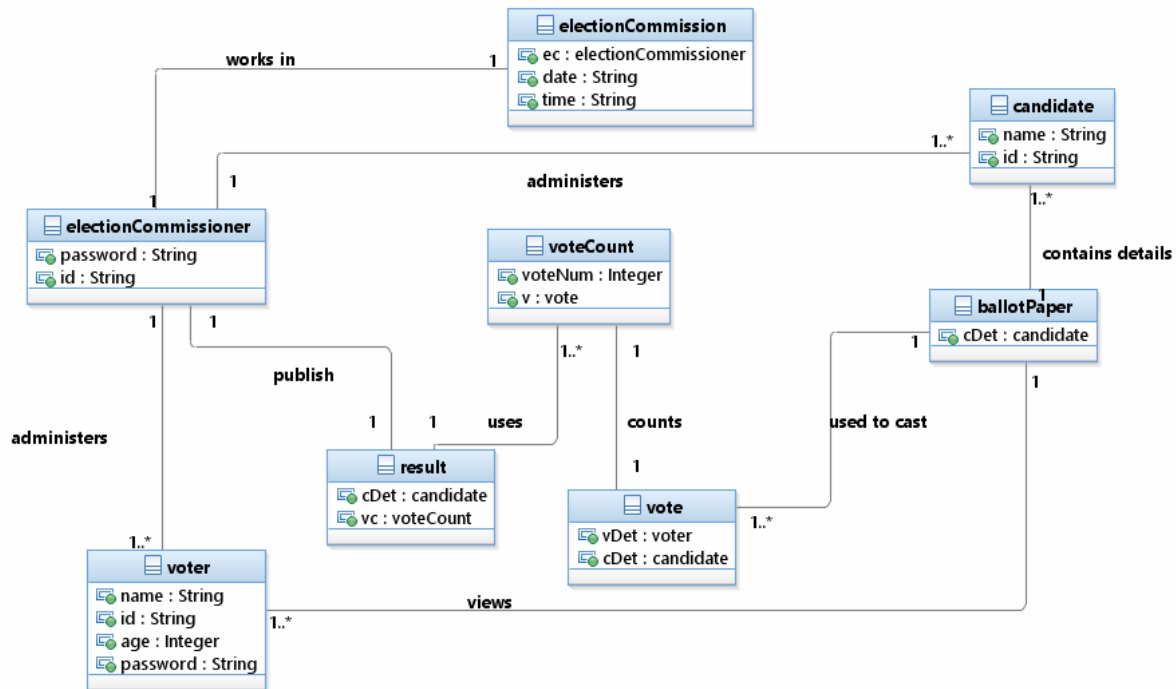 electionCommission
ec : electionCommissioner
date : String
time : String
works in
1
1
candidate
name : String
id : String
1..*
1
administers
1..*
electionCommissioner
password : String
id : String
voteCount
voteNum : Integer
v : vote
contains details
1
ballotPaper
cDet : candidate
1
1
1..*
1
1
1
publish
administers
1
1
uses
counts
used to cast
1
result
cDet : candidate
vc : voteCount
vote
vDet : voter
cDet : candidate
1..*
1..*
voter
name : String
id : String
age : Integer
password : String
views
1..*